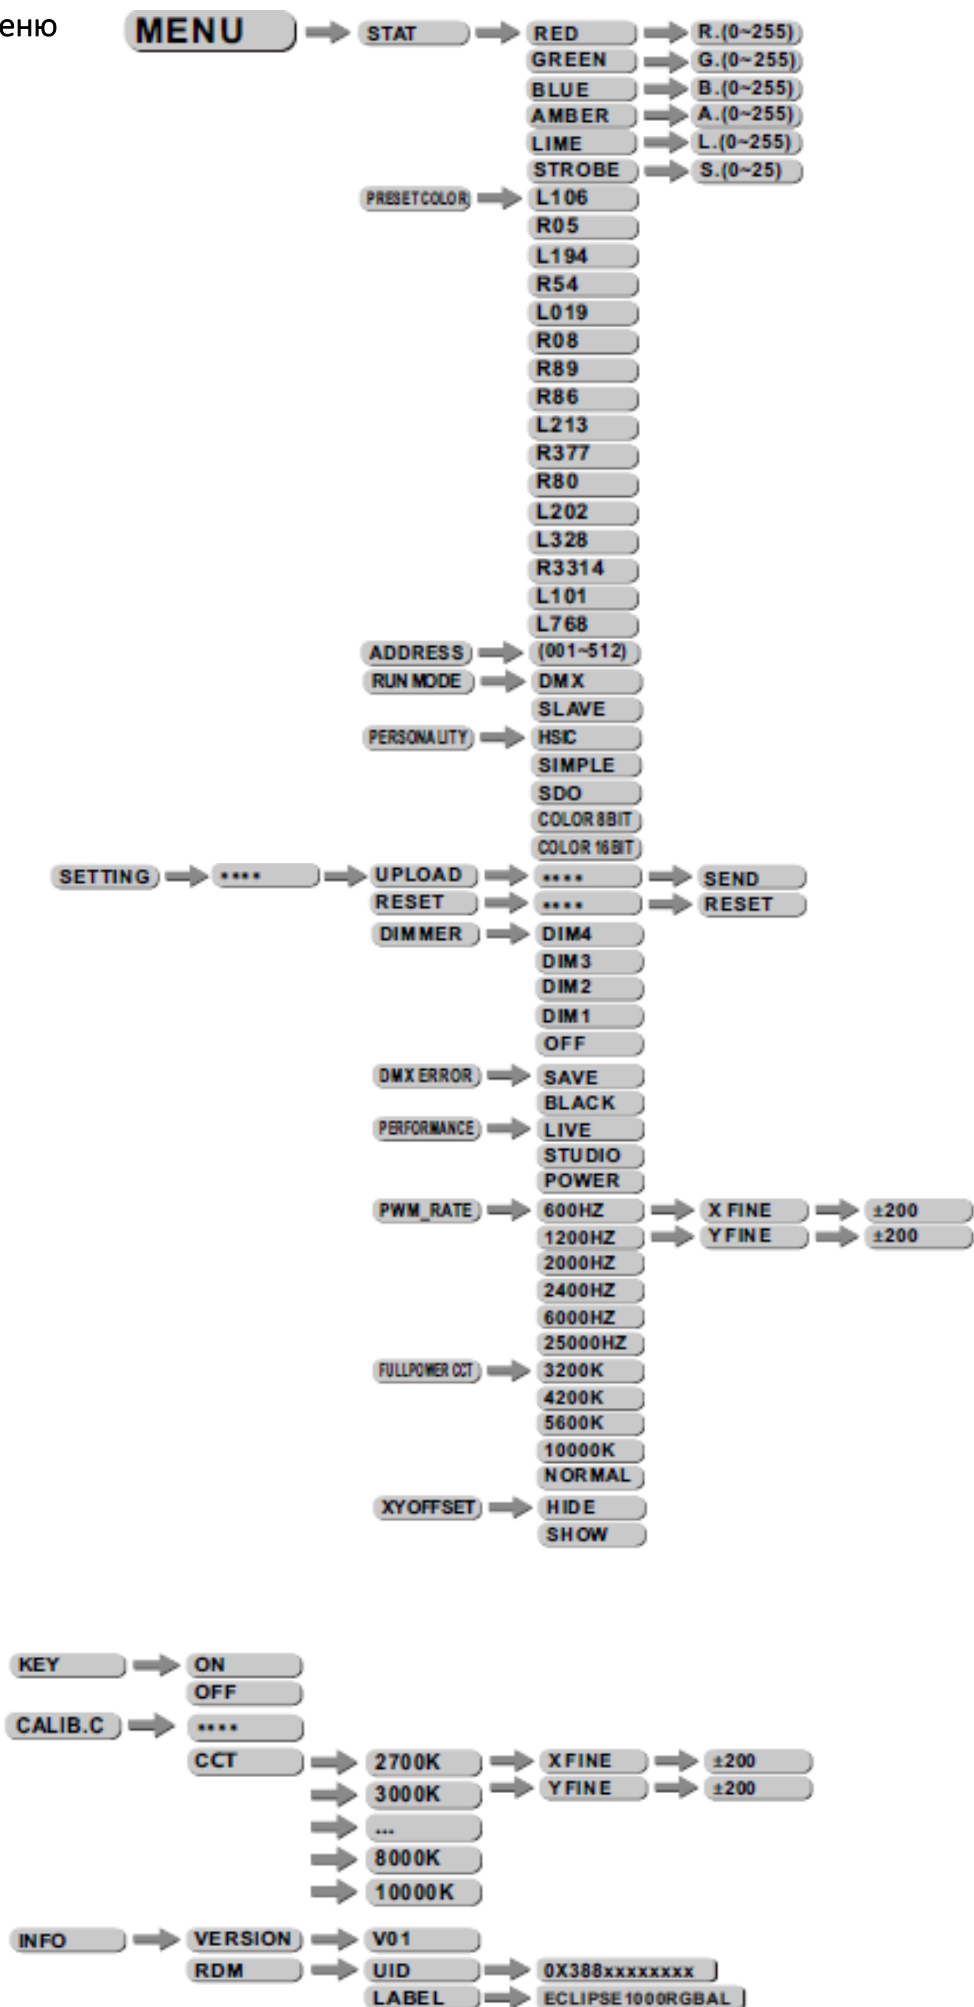 еню
MENU STAT RED R.(0~255)
GREEN G.(0~255)
BLUE B.(0~255)
AMBER A.(0~255)
LIME L.(0~255)
STROBE S.(0~25)
PRESETCOLOR L106
R05
L194
R54
L019
R08
R89
R86
L213
R377
R80
L202
L328
R3314
L101
L768
ADDRESS (001~512)
RUN MODE DMX
SLAVE
PERSONALITY HSIC
SIMPLE
SDO
COLOR 8BIT
COLOR 16BIT
SETTING **** UPLOAD **** SEND
RESET **** RESET
DIMMER DIM4
DIM3
DIM2
DIM1
OFF
DMX ERROR SAVE
BLACK
PERFORMANCE LIVE
STUDIO
POWER
PWM_RATE 600HZ X FINE ±200
1200HZ Y FINE ±200
2000HZ
2400HZ
6000HZ
25000HZ
FULLPOWER CCT 3200K
4200K
5600K
10000K
NORMAL
XYOFFSET HIDE
SHOW
KEY ON
OFF
CALIB.C ****
CCT 2700K X FINE ±200
3000K Y FINE ±200
...
8000K
10000K
INFO VERSION V01
RDM UID 0X388xxxxxxxx
LABEL ECLIPSE1000RGBAL